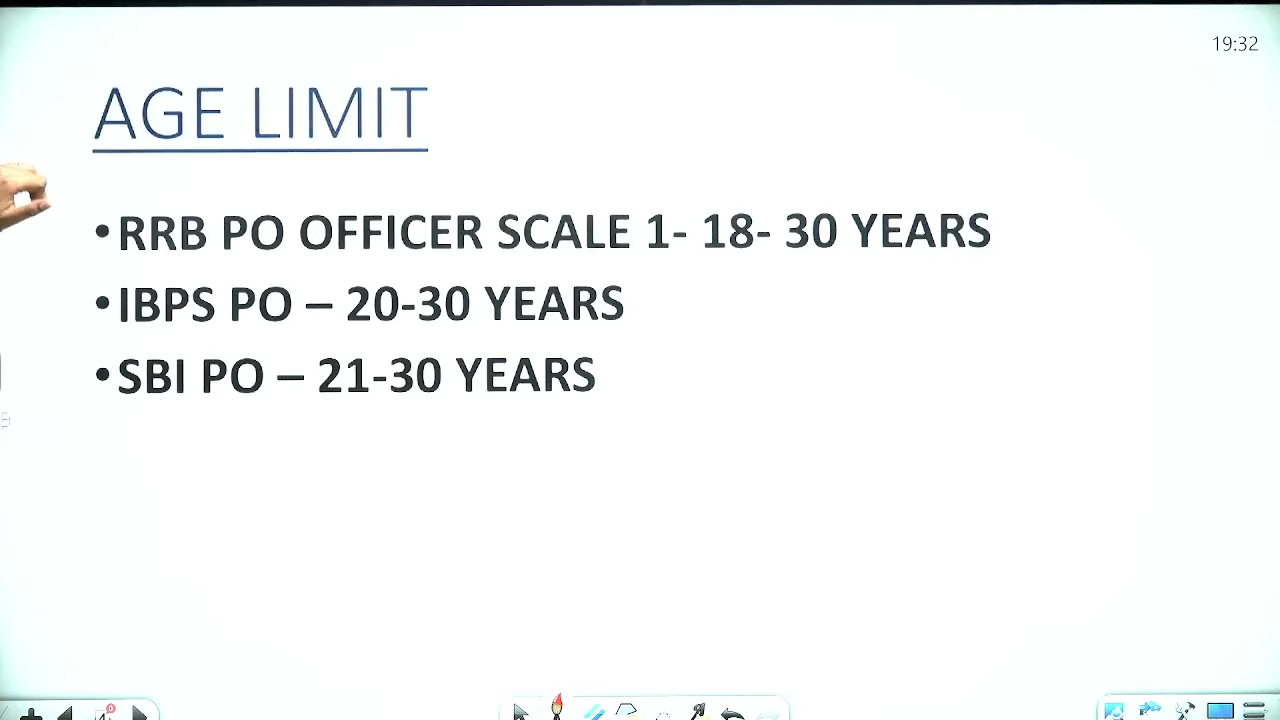 19:32
AGE LIMIT
•RRB PO OFFICER SCALE 1- 18- 30 YEARS
•IBPS PO – 20-30 YEARS
•SBI PO – 21-30 YEARS